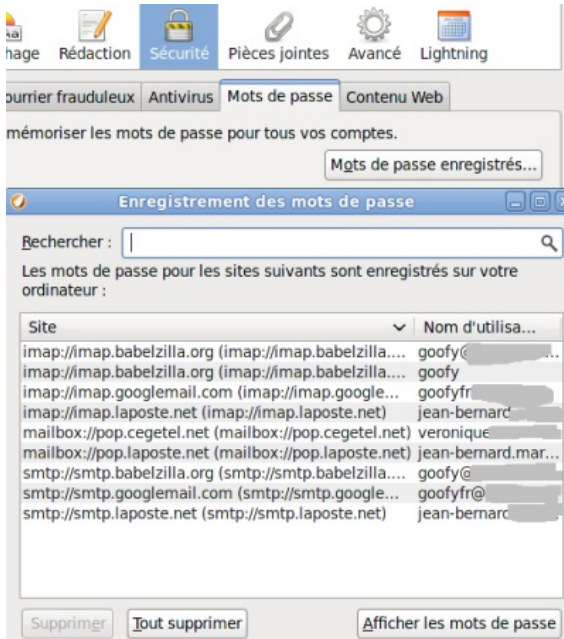 Rédaction Sécurité Pièces jointes Avancé Lightning
Antivirus Mots de passe Contenu Web
mémoriser les mots de passe pour tous vos comptes.
Mots de passe enregistrés...
Enregistrement des mots de passe
Rechercher :
Les mots de passe pour les sites suivants sont enregistrés sur votre
ordinateur :
Site Nom d'utilisa...
imap://imap.babelzilla.org (imap://imap.babelzilla.... goofy@ ...
imap://imap.babelzilla.org (imap://imap.babelzilla.... goofy
imap://imap.googlemail.com (imap://imap.google... goofyfr
imap://imap.laposte.net (imap://imap.laposte.net) jean-bernard
mailbox://pop.cegetel.net (mailbox://pop.cegetel.net) veronique
mailbox://pop.laposte.net (mailbox://pop.laposte.net) jean-bernard.mar...
smtp://smtp.babelzilla.org (smtp://smtp.babelzilla.... goofy@
smtp://smtp.googlemail.com (smtp://smtp.google... goofyfr@
smtp://smtp.laposte.net (smtp://smtp.laposte.net) jean-bernard
Supprimer Tout supprimer Afficher les mots de passe